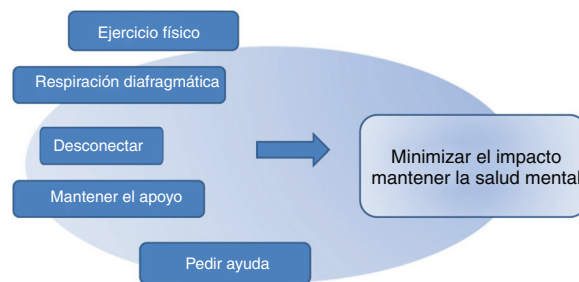 Ejercicio físico
Respiración diafragmática
Desconectar
Mantener el apoyo
Pedir ayuda
Minimizar el impacto
mantener la salud mental